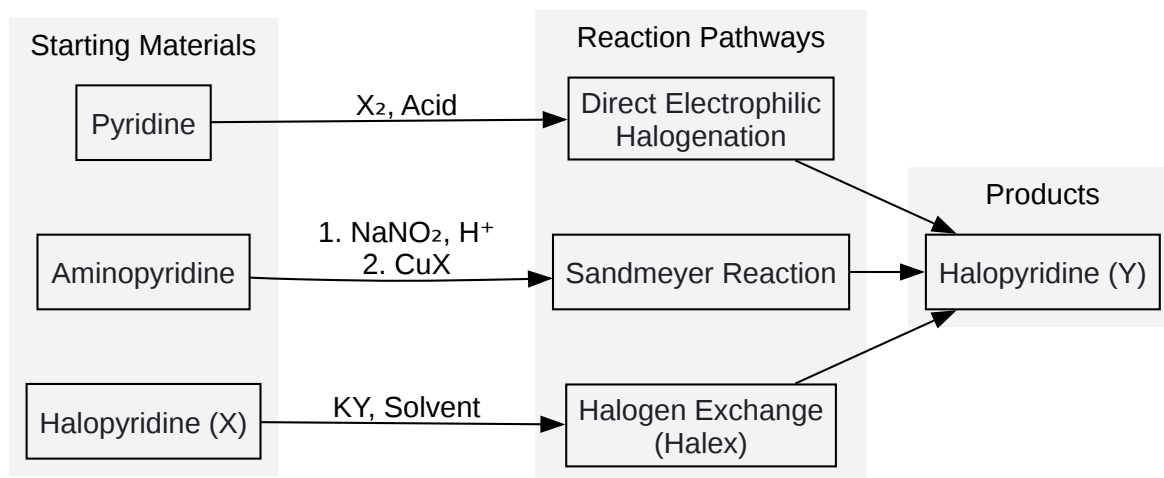 Starting Materials
Reaction Pathways
Products
Pyridine
X₂, Acid
Direct Electrophilic
Halogenation
Aminopyridine
1. NaNO₂, H⁺
2. CuX
Sandmeyer Reaction
Halopyridine (Y)
Halopyridine (X)
KY, Solvent
Halogen Exchange
(Halex)